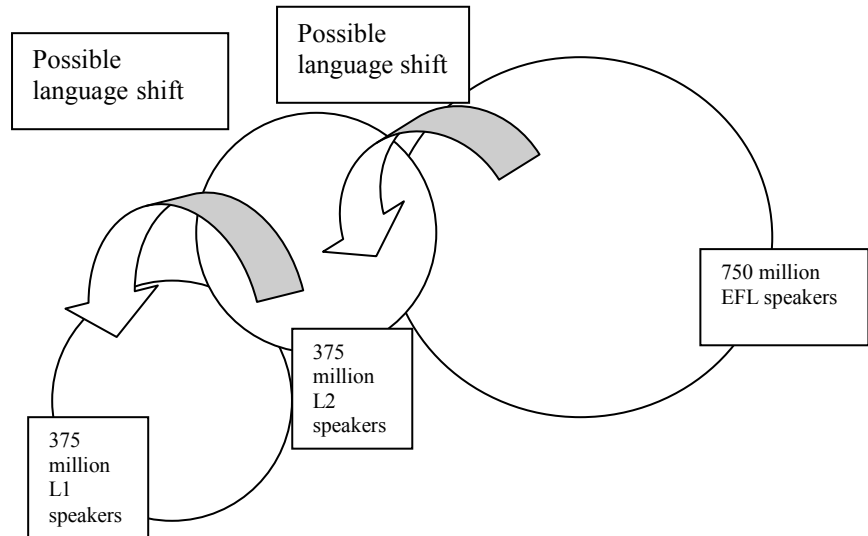 Possible
language shift
Possible
language shift
750 million
EFL speakers
375
million
L2
speakers
375
million
L1
speakers